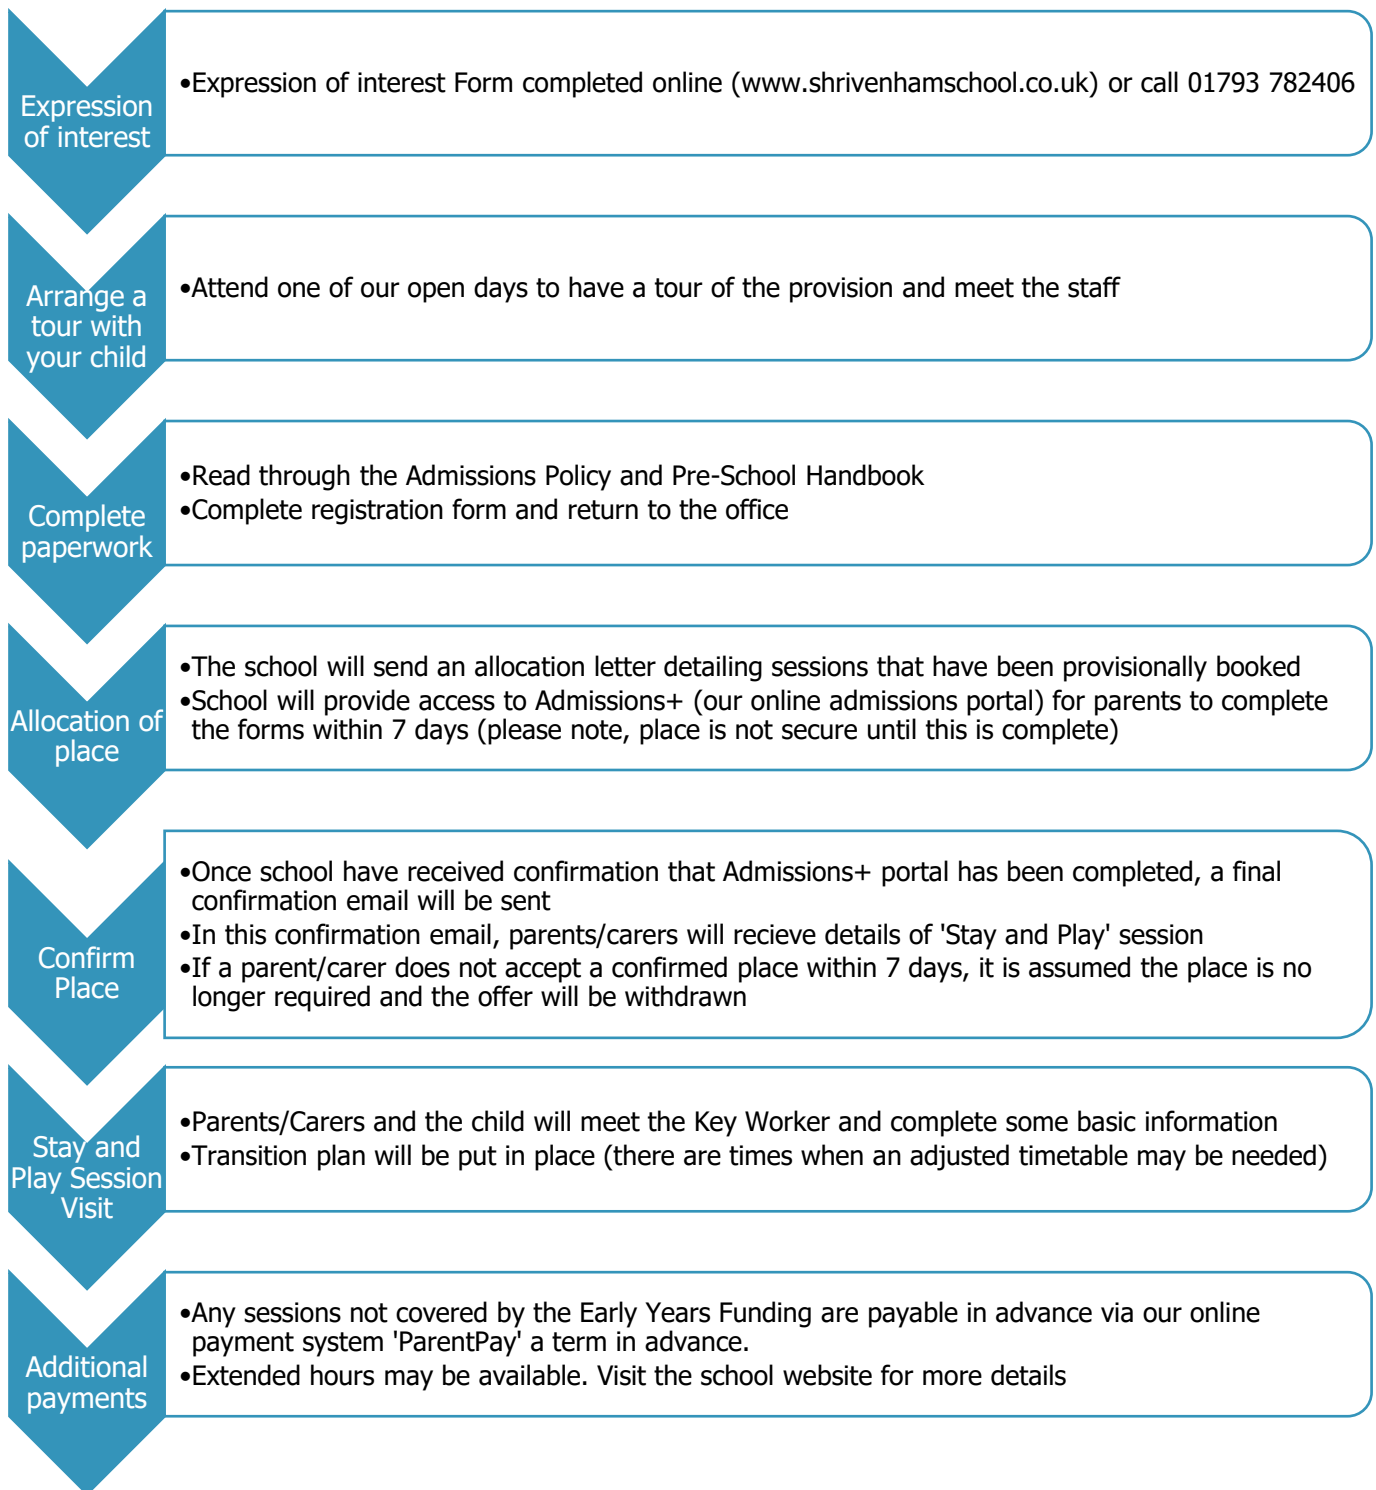 Expression
of interest
•Expression of interest Form completed online (www.shrivenhamschool.co.uk) or call 01793 782406
Arrange a
tour with
your child
•Attend one of our open days to have a tour of the provision and meet the staff
Complete
paperwork
•Read through the Admissions Policy and Pre-School Handbook
•Complete registration form and return to the office
Allocation of
place
•The school will send an allocation letter detailing sessions that have been provisionally booked
•School will provide access to Admissions+ (our online admissions portal) for parents to complete
the forms within 7 days (please note, place is not secure until this is complete)
Confirm
Place
•Once school have received confirmation that Admissions+ portal has been completed, a final
confirmation email will be sent
•In this confirmation email, parents/carers will recieve details of 'Stay and Play' session
•If a parent/carer does not accept a confirmed place within 7 days, it is assumed the place is no
longer required and the offer will be withdrawn
Stay and
Play Session
Visit
•Parents/Carers and the child will meet the Key Worker and complete some basic information
•Transition plan will be put in place (there are times when an adjusted timetable may be needed)
Additional
payments
•Any sessions not covered by the Early Years Funding are payable in advance via our online
payment system 'ParentPay' a term in advance.
•Extended hours may be available. Visit the school website for more details